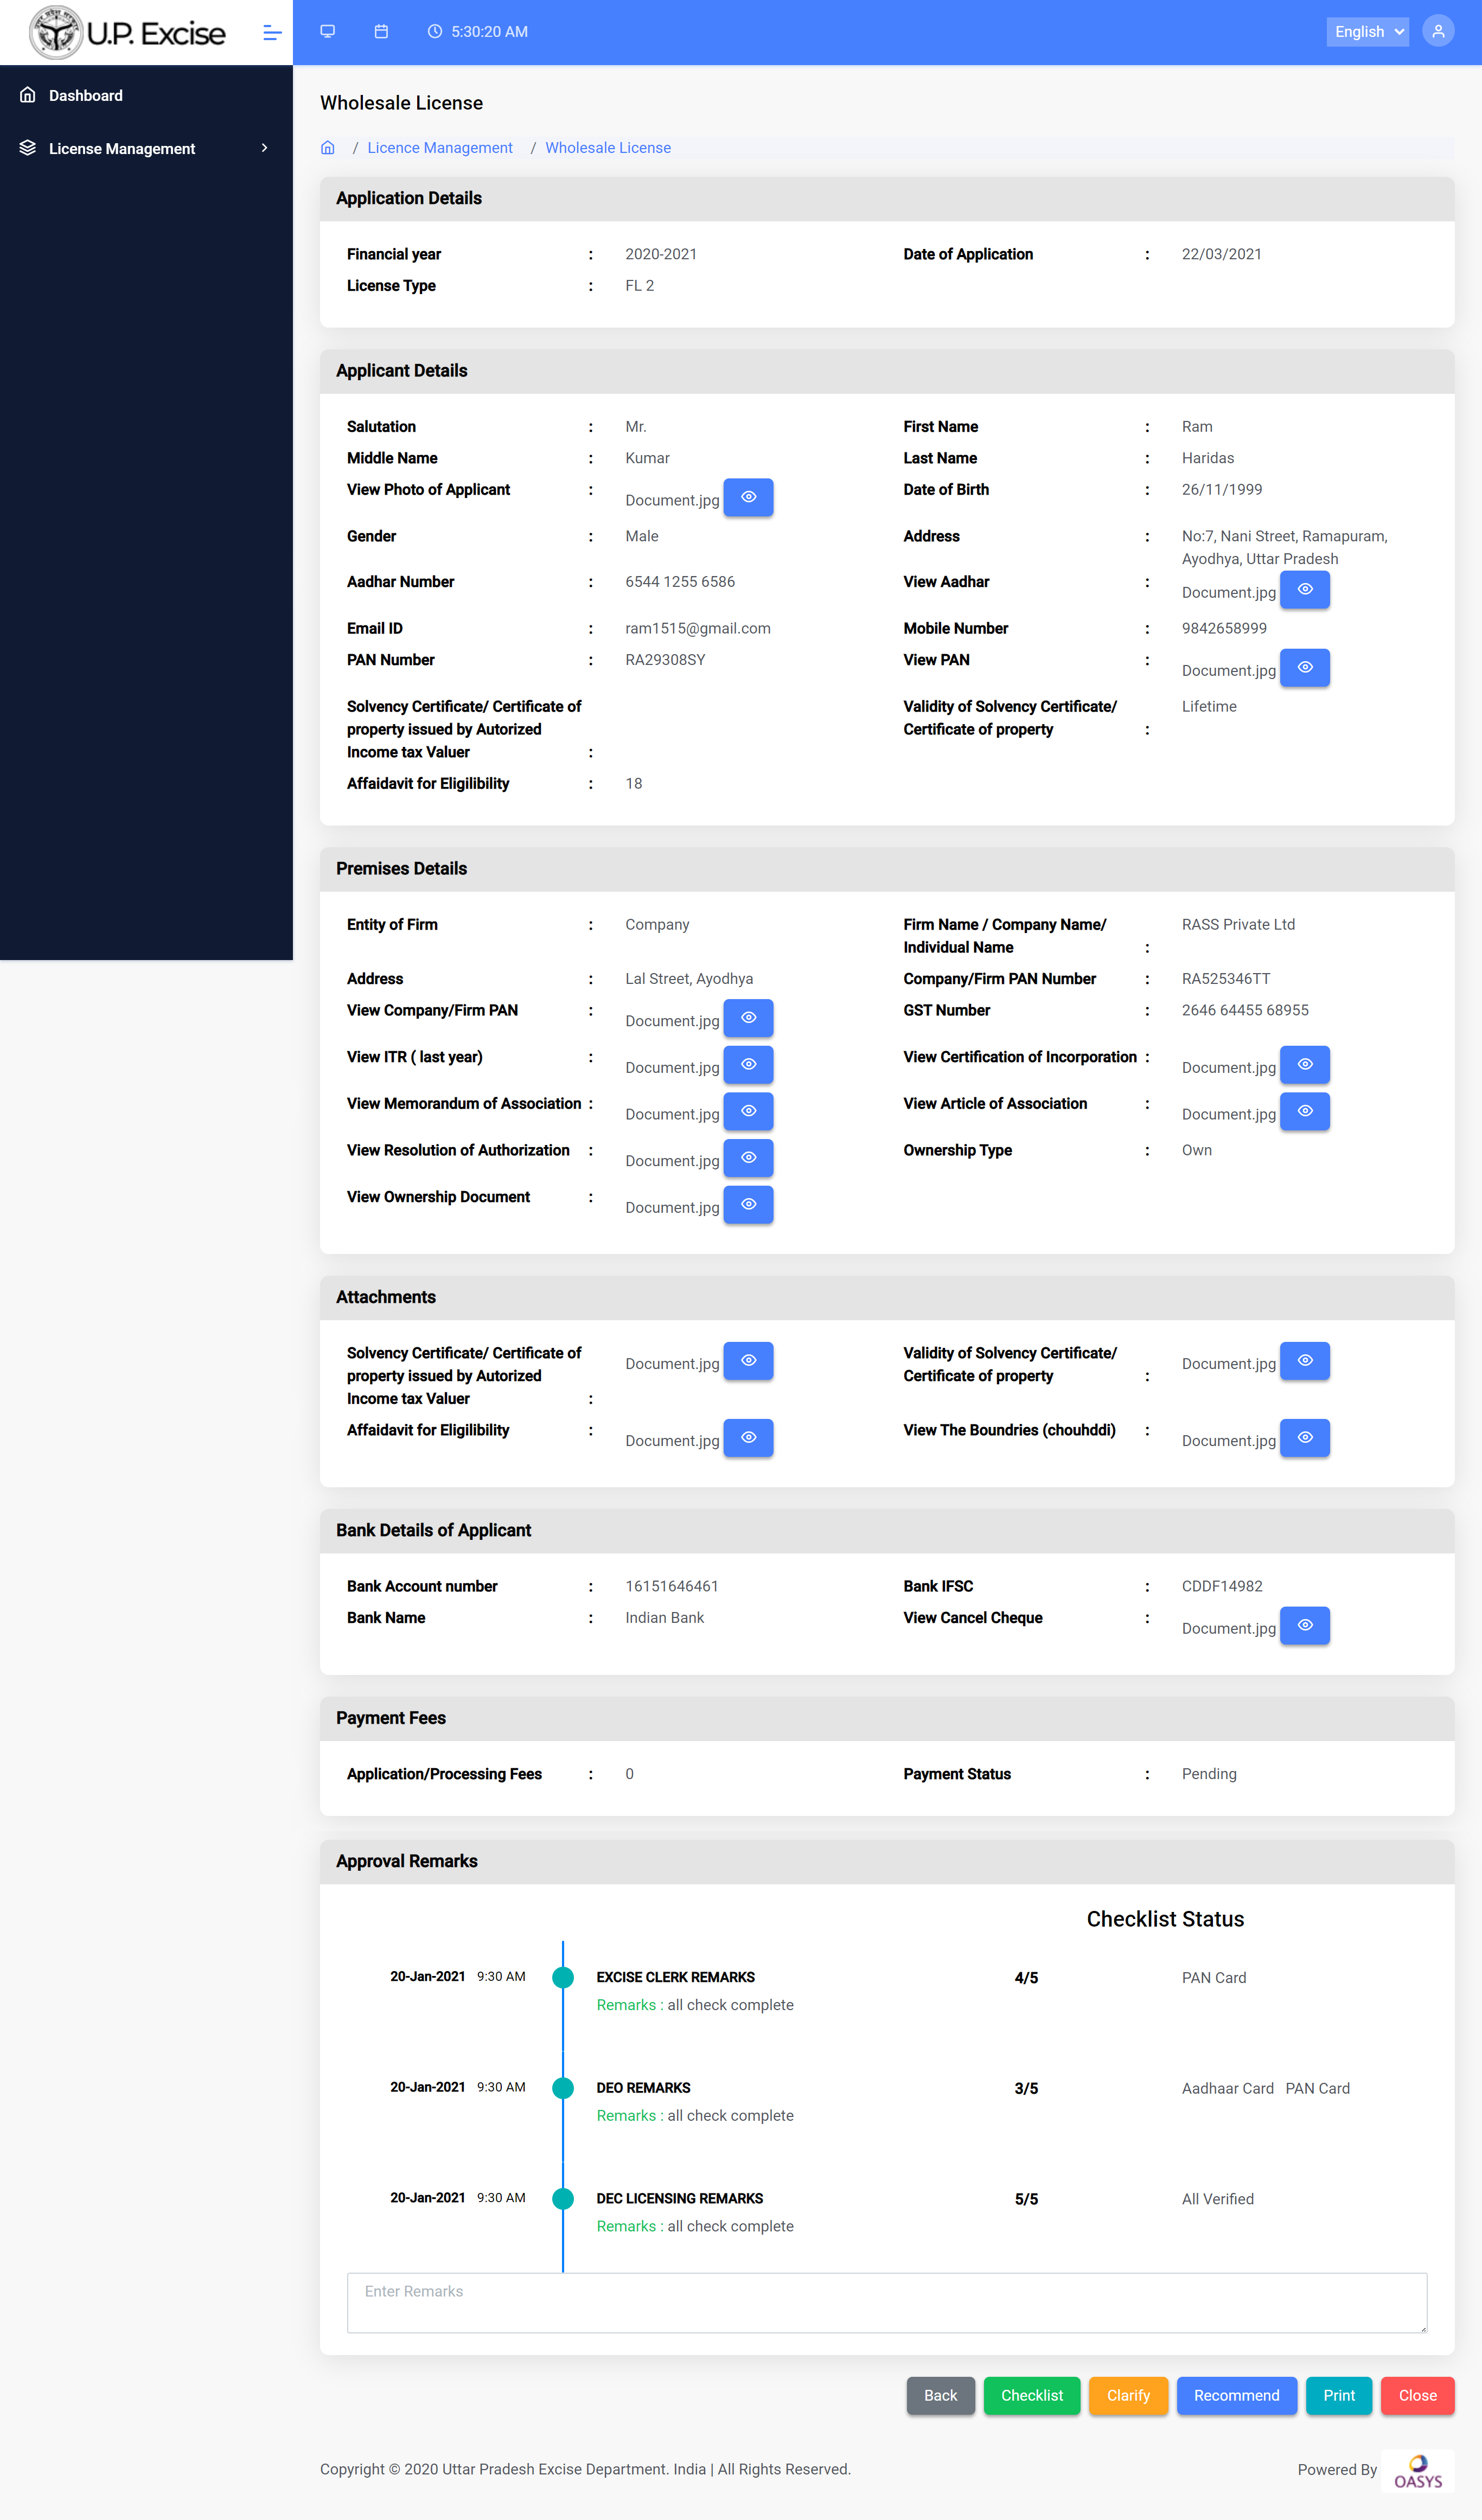 U.P. Excise
5:30:20 AM
English
Dashboard
License Management
Wholesale License
/ Licence Management / Wholesale License
Application Details
Financial year : 2020-2021 Date of Application : 22/03/2021
License Type : FL 2
Applicant Details
Salutation : Mr. First Name : Ram
Middle Name : Kumar Last Name : Haridas
View Photo of Applicant : Document.jpg Date of Birth : 26/11/1999
Gender : Male Address : No:7, Nani Street, Ramapuram,
Ayodhya, Uttar Pradesh
Aadhar Number : 6544 1255 6586 View Aadhar : Document.jpg
Email ID : ram1515@gmail.com Mobile Number : 9842658999
PAN Number : RA29308SY View PAN : Document.jpg
Solvency Certificate/ Certificate of Validity of Solvency Certificate/ Lifetime
property issued by Autorized Certificate of property :
Income tax Valuer :
Affaidavit for Eligilibility : 18
Premises Details
Entity of Firm : Company Firm Name / Company Name/ RASS Private Ltd
Individual Name :
Address : Lal Street, Ayodhya Company/Firm PAN Number : RA525346TT
View Company/Firm PAN : Document.jpg GST Number : 2646 64455 68955
View ITR ( last year) : Document.jpg View Certification of Incorporation : Document.jpg
View Memorandum of Association : Document.jpg View Article of Association : Document.jpg
View Resolution of Authorization : Document.jpg Ownership Type : Own
View Ownership Document : Document.jpg
Attachments
Solvency Certificate/ Certificate of Document.jpg Validity of Solvency Certificate/ Document.jpg
property issued by Autorized Certificate of property :
Income tax Valuer :
Affaidavit for Eligilibility : Document.jpg View The Boundries (chouhddi) : Document.jpg
Bank Details of Applicant
Bank Account number : 16151646461 Bank IFSC : CDDF14982
Bank Name : Indian Bank View Cancel Cheque : Document.jpg
Payment Fees
Application/Processing Fees : 0 Payment Status : Pending
Approval Remarks
Checklist Status
20-Jan-2021 9:30 AM EXCISE CLERK REMARKS 4/5 PAN Card
Remarks : all check complete
20-Jan-2021 9:30 AM DEO REMARKS 3/5 Aadhaar Card PAN Card
Remarks : all check complete
20-Jan-2021 9:30 AM DEC LICENSING REMARKS 5/5 All Verified
Remarks : all check complete
Enter Remarks
Back Checklist Clarify Recommend Print Close
Copyright © 2020 Uttar Pradesh Excise Department. India | All Rights Reserved. Powered By OASYS